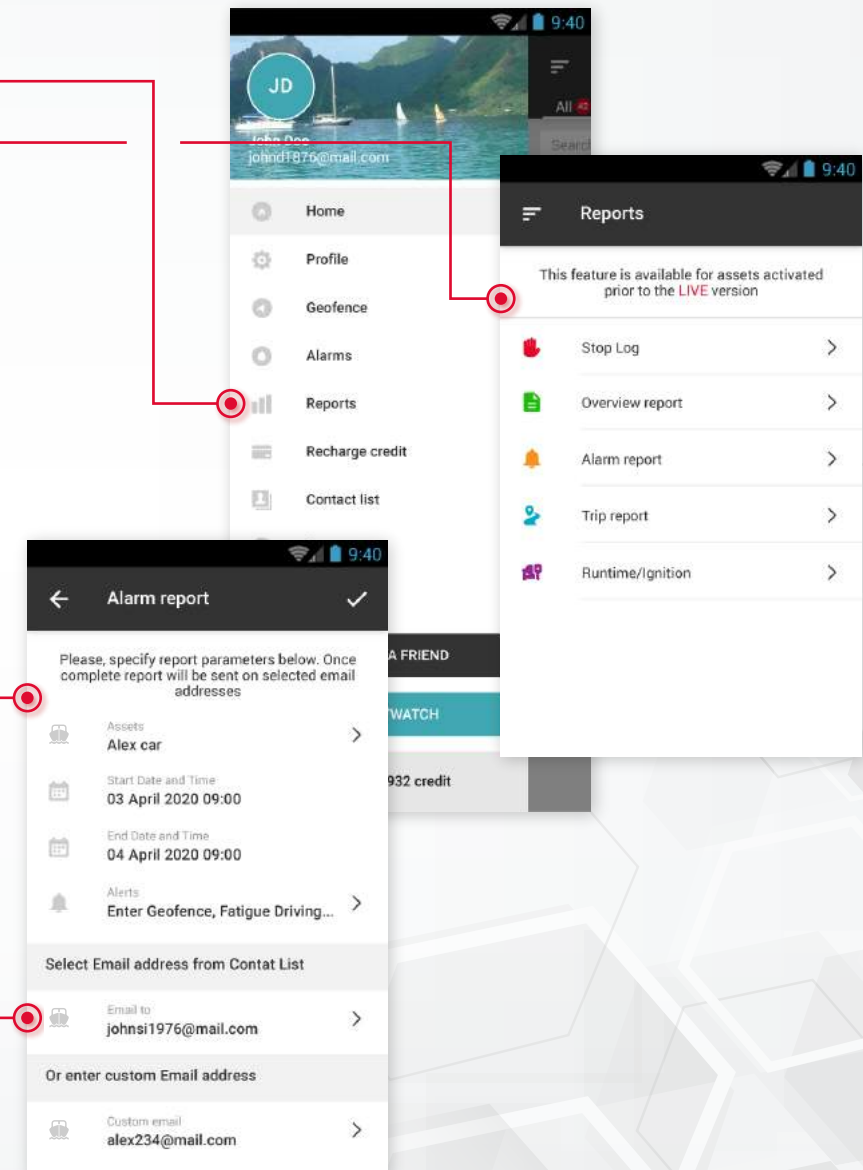 9:40
JD
All
John Doe
johnd1876@mail.com
Search
Home
Profile
Geofence
Alarms
Reports
Recharge credit
Contact list
A FRIEND
WATCH
932 credit
9:40
Reports
This feature is available for assets activated
prior to the LIVE version
Stop Log
Overview report
Alarm report
Trip report
Runtime/Ignition
9:40
Alarm report
Please, specify report parameters below. Once
complete report will be sent on selected email
addresses
Assets
Alex car
Start Date and Time
03 April 2020 09:00
End Date and Time
04 April 2020 09:00
Alerts
Enter Geofence, Fatigue Driving...
Select Email address from Contat List
Email to
johnsi1976@mail.com
Or enter custom Email address
Custom email
alex234@mail.com